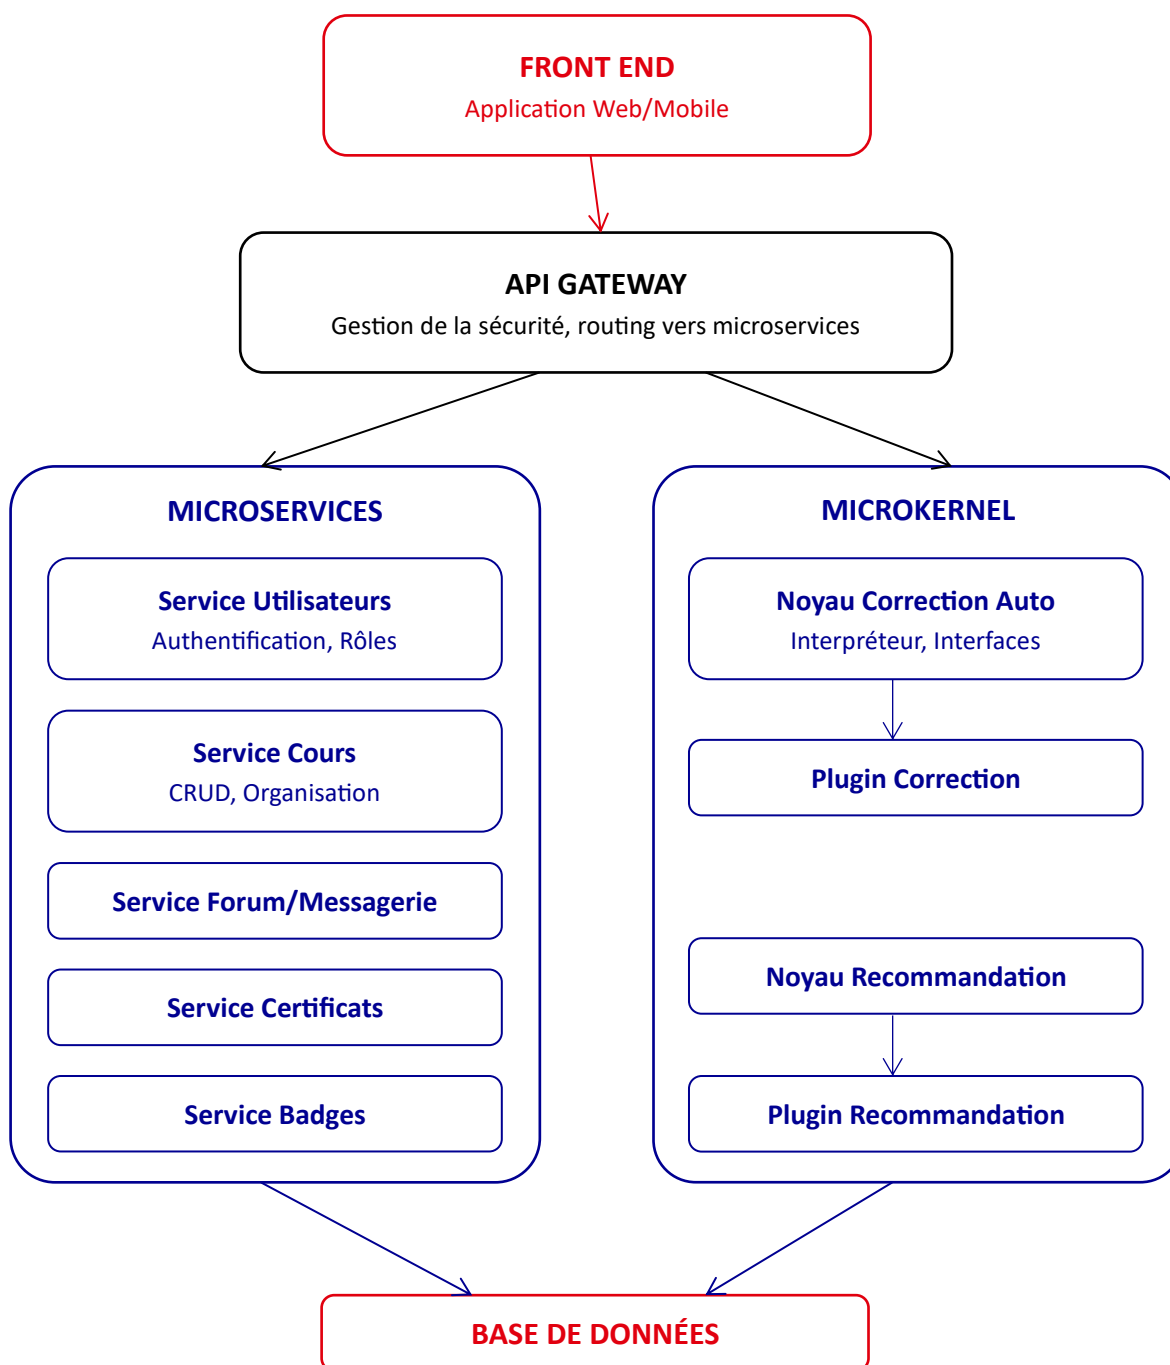 FRONT END
Application Web/Mobile
API GATEWAY
Gestion de la sécurité, routing vers microservices
MICROSERVICES
Service Utilisateurs
Authentification, Rôles
Service Cours
CRUD, Organisation
Service Forum/Messagerie
Service Certificats
Service Badges
MICROKERNEL
Noyau Correction Auto
Interpréteur, Interfaces
Plugin Correction
Noyau Recommandation
Plugin Recommandation
BASE DE DONNÉES